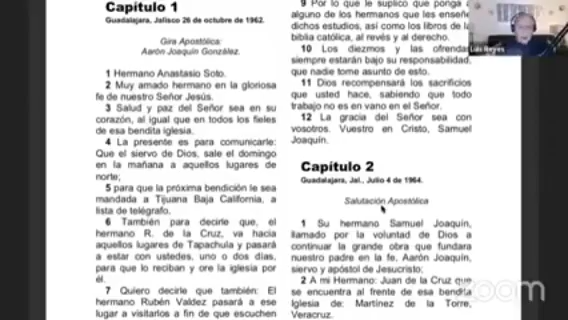 Capítulo 1
Guadalajara, Jalisco 26 de octubre de 1962.
Gira Apostólica:
Aarón Joaquín González.
1 Hermano Anastasio Soto.
2 Muy amado hermano en la gloriosa
fe de nuestro Señor Jesús.
3 Salud y paz del Señor sea en su
corazón, al igual que en todos los fieles
de esa bendita iglesia.
4 La presente es para comunicarle:
Que el siervo de Dios, sale el domingo
en la mañana a aquellos lugares de
norte;
5 para que la próxima bendición le sea
mandada a Tijuana Baja California, a
lista de telégrafo.
6 También para decirle que, el
hermano R. de la Cruz, va hacia
aquellos lugares de Tapachula y pasará
a estar con ustedes, uno o dos días,
para que lo reciban y ore la iglesia por
él.
7 Quiero decirle que también: El
hermano Rubén Valdez pasará a ese
lugar a visitarlos a fin de que escuchen
9 Por lo que le suplico que ponga a
alguno de los hermanos que les enseñe
dichos estudios, así como los libros de la
biblia católica, al revés y al derecho.
10 Los diezmos y las ofrendas
siempre estarán bajo su responsabilidad,
que nadie tome asunto de esto.
11 Dios recompensará los sacrificios
que usted hace, sabiendo que todo
trabajo no es en vano en el Señor.
12 La gracia del Señor sea con
vosotros. Vuestro en Cristo, Samuel
Joaquín.
Capítulo 2
Guadalajara, Jal., Julio 4 de 1964.
Salutación Apostólica
1 Su hermano Samuel Joaquín,
llamado por la voluntad de Dios a
continuar la grande obra que fundara
nuestro padre en la fe, Aarón Joaquín,
siervo y apóstol de Jesucristo;
2 A mi Hermano: Juan de la Cruz que
se encuentra al frente de esa bendita
Iglesia de: Martínez de la Torre,
Veracruz.
Luis Reyes
zoom